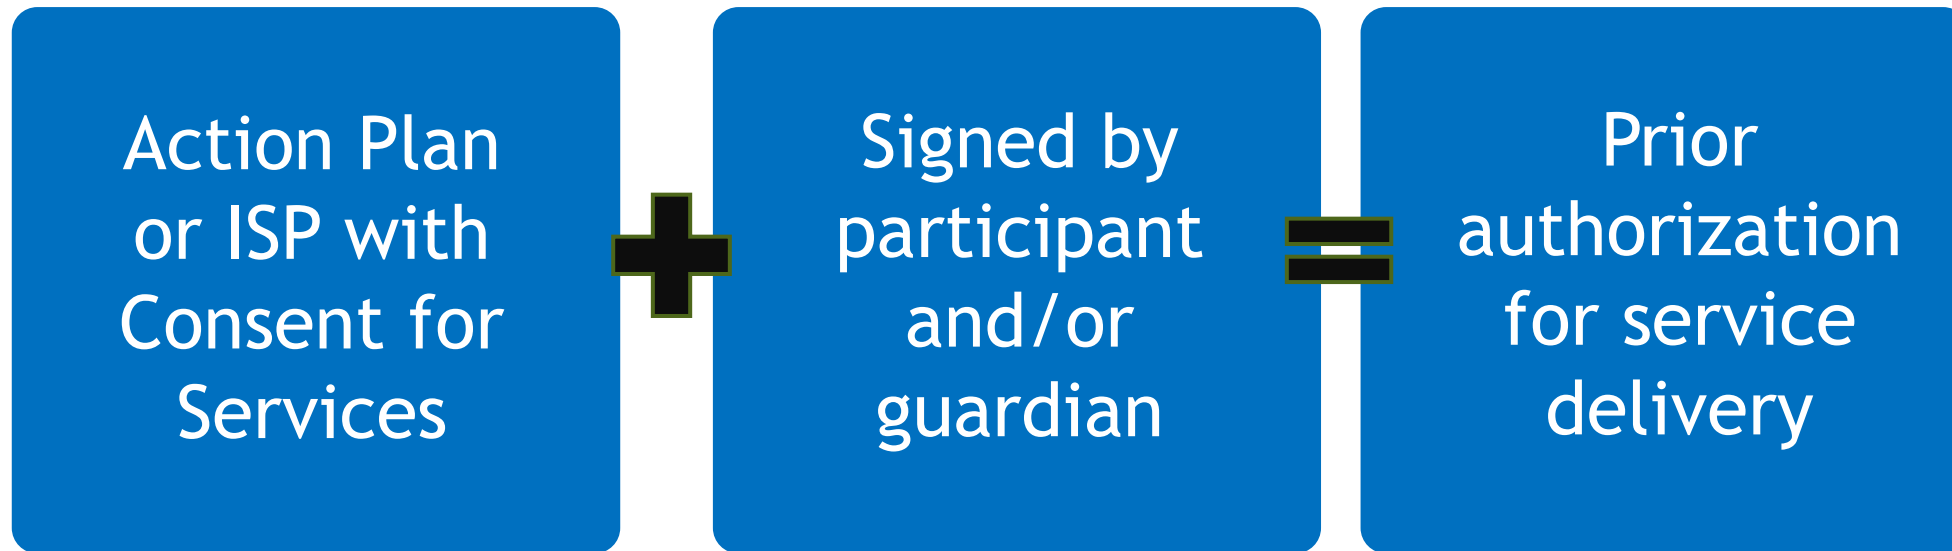 Action Plan
or ISP with
Consent for
Services
Signed by
participant
and/or
guardian
Prior
authorization
for service
delivery